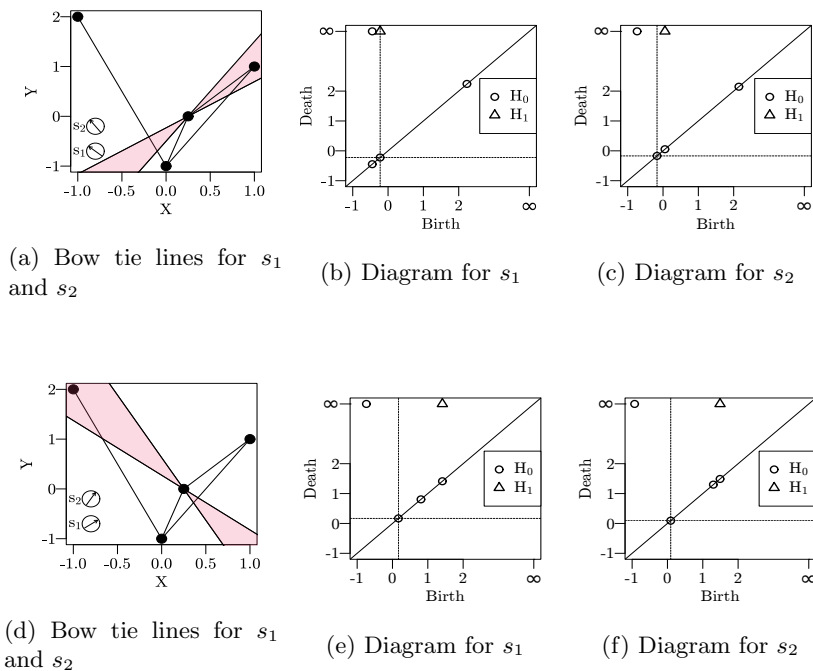 2
1
0
-1
Y
s2
s1
-1.0 -0.5 0.0 0.5 1.0
X
(a) Bow tie lines for s1
and s2
∞
2
1
0
-1
Death
H0
H1
-1 0 1 2 ∞
Birth
(b) Diagram for s1
∞
2
1
0
-1
Death
H0
H1
-1 0 1 2 ∞
Birth
(c) Diagram for s2
2
1
0
-1
Y
s2
s1
-1.0 -0.5 0.0 0.5 1.0
X
(d) Bow tie lines for s1
and s2
∞
2
1
0
-1
Death
H0
H1
-1 0 1 2 ∞
Birth
(e) Diagram for s1
∞
2
1
0
-1
Death
H0
H1
-1 0 1 2 ∞
Birth
(f) Diagram for s2